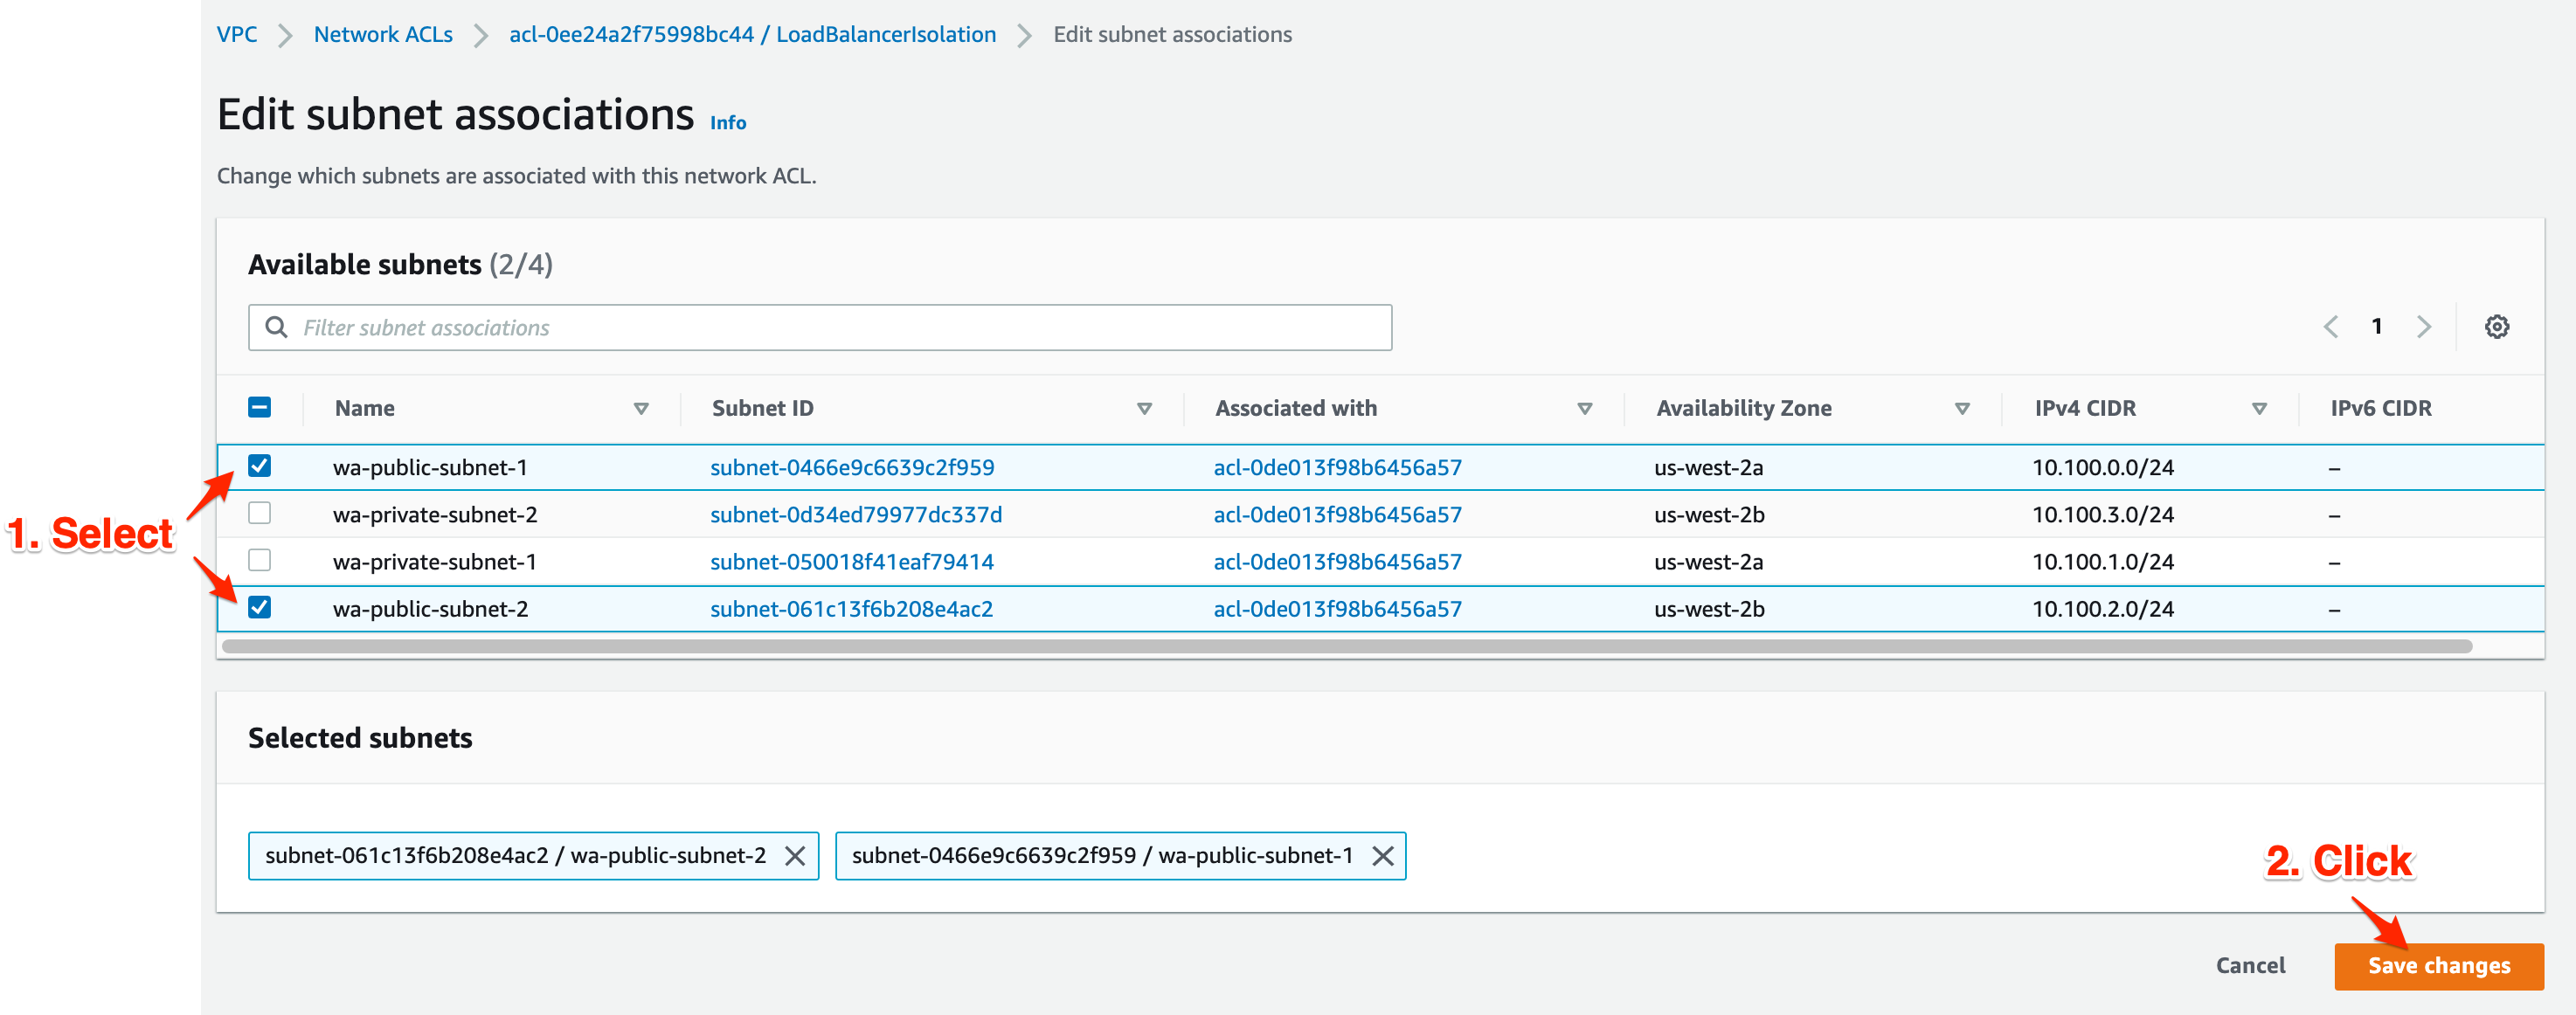 VPC > Network ACLs > acl-0ee24a2f75998bc44 / LoadBalancerIsolation > Edit subnet associations
Edit subnet associations Info
Change which subnets are associated with this network ACL.
Available subnets (2/4)
Filter subnet associations
1
Name Subnet ID Associated with Availability Zone IPv4 CIDR IPv6 CIDR
wa-public-subnet-1 subnet-0466e9c6639c2f959 acl-0de013f98b6456a57 us-west-2a 10.100.0.0/24 –
wa-private-subnet-2 subnet-0d34ed79977dc337d acl-0de013f98b6456a57 us-west-2b 10.100.3.0/24 –
1. Select
wa-private-subnet-1 subnet-050018f41eaf79414 acl-0de013f98b6456a57 us-west-2a 10.100.1.0/24 –
wa-public-subnet-2 subnet-061c13f6b208e4ac2 acl-0de013f98b6456a57 us-west-2b 10.100.2.0/24 –
Selected subnets
subnet-061c13f6b208e4ac2 / wa-public-subnet-2 subnet-0466e9c6639c2f959 / wa-public-subnet-1
2. Click
Cancel Save changes